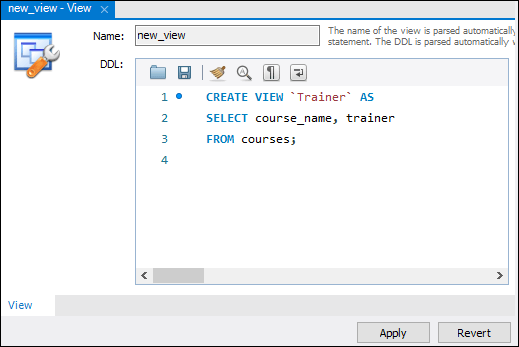 new_view - View
Name: new_view The name of the view is parsed automatically
statement. The DDL is parsed automatically
DDL:
1 CREATE VIEW `Trainer` AS
2 SELECT course_name, trainer
3 FROM courses;
4
View
Apply Revert